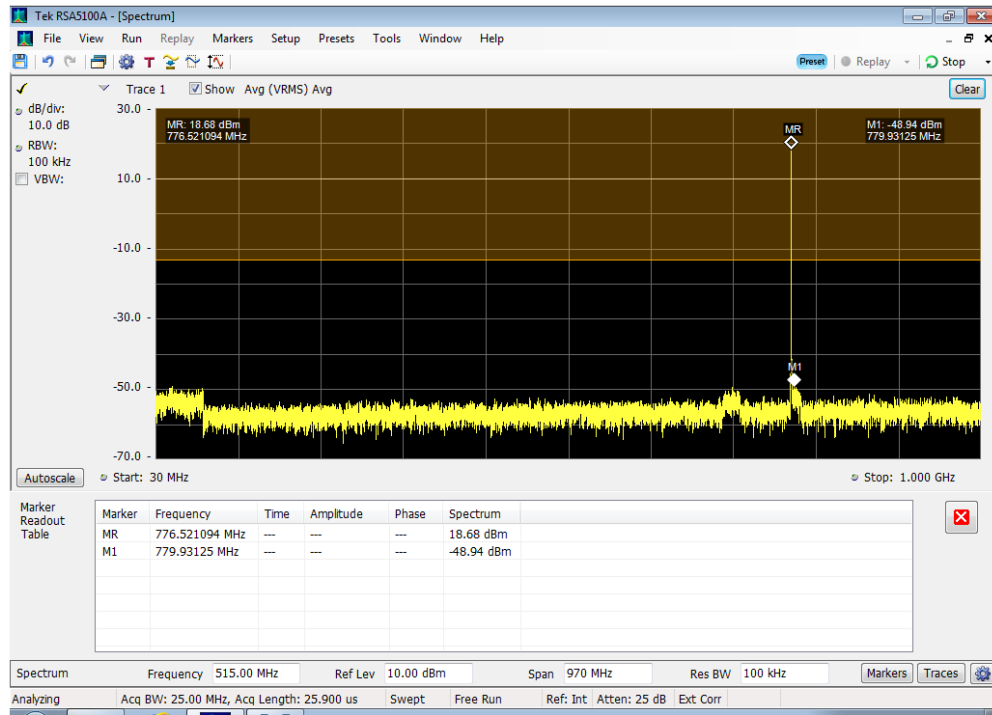 Tek RSA5100A - [Spectrum]
File View Run Replay Markers Setup Presets Tools Window Help
T Preset Replay Stop
Trace 1 Show Avg (VRMS) Avg Clear
dB/div:
10.0 dB
RBW:
100 kHz
VBW:
30.0 -
10.0 -
-10.0 -
-30.0 -
-50.0 -
-70.0 -
MR: 18.68 dBm
776.521094 MHz
MR
M1: -48.94 dBm
779.93125 MHz
M1
Autoscale Start: 30 MHz Stop: 1.000 GHz
Marker
Readout
Table
Marker Frequency Time Amplitude Phase Spectrum
MR 776.521094 MHz --- --- --- 18.68 dBm
M1 779.93125 MHz --- --- --- -48.94 dBm
Spectrum Frequency 515.00 MHz Ref Lev 10.00 dBm Span 970 MHz Res BW 100 kHz Markers Traces
Analyzing Acq BW: 25.00 MHz, Acq Length: 25.900 us Swept Free Run Ref: Int Atten: 25 dB Ext Corr